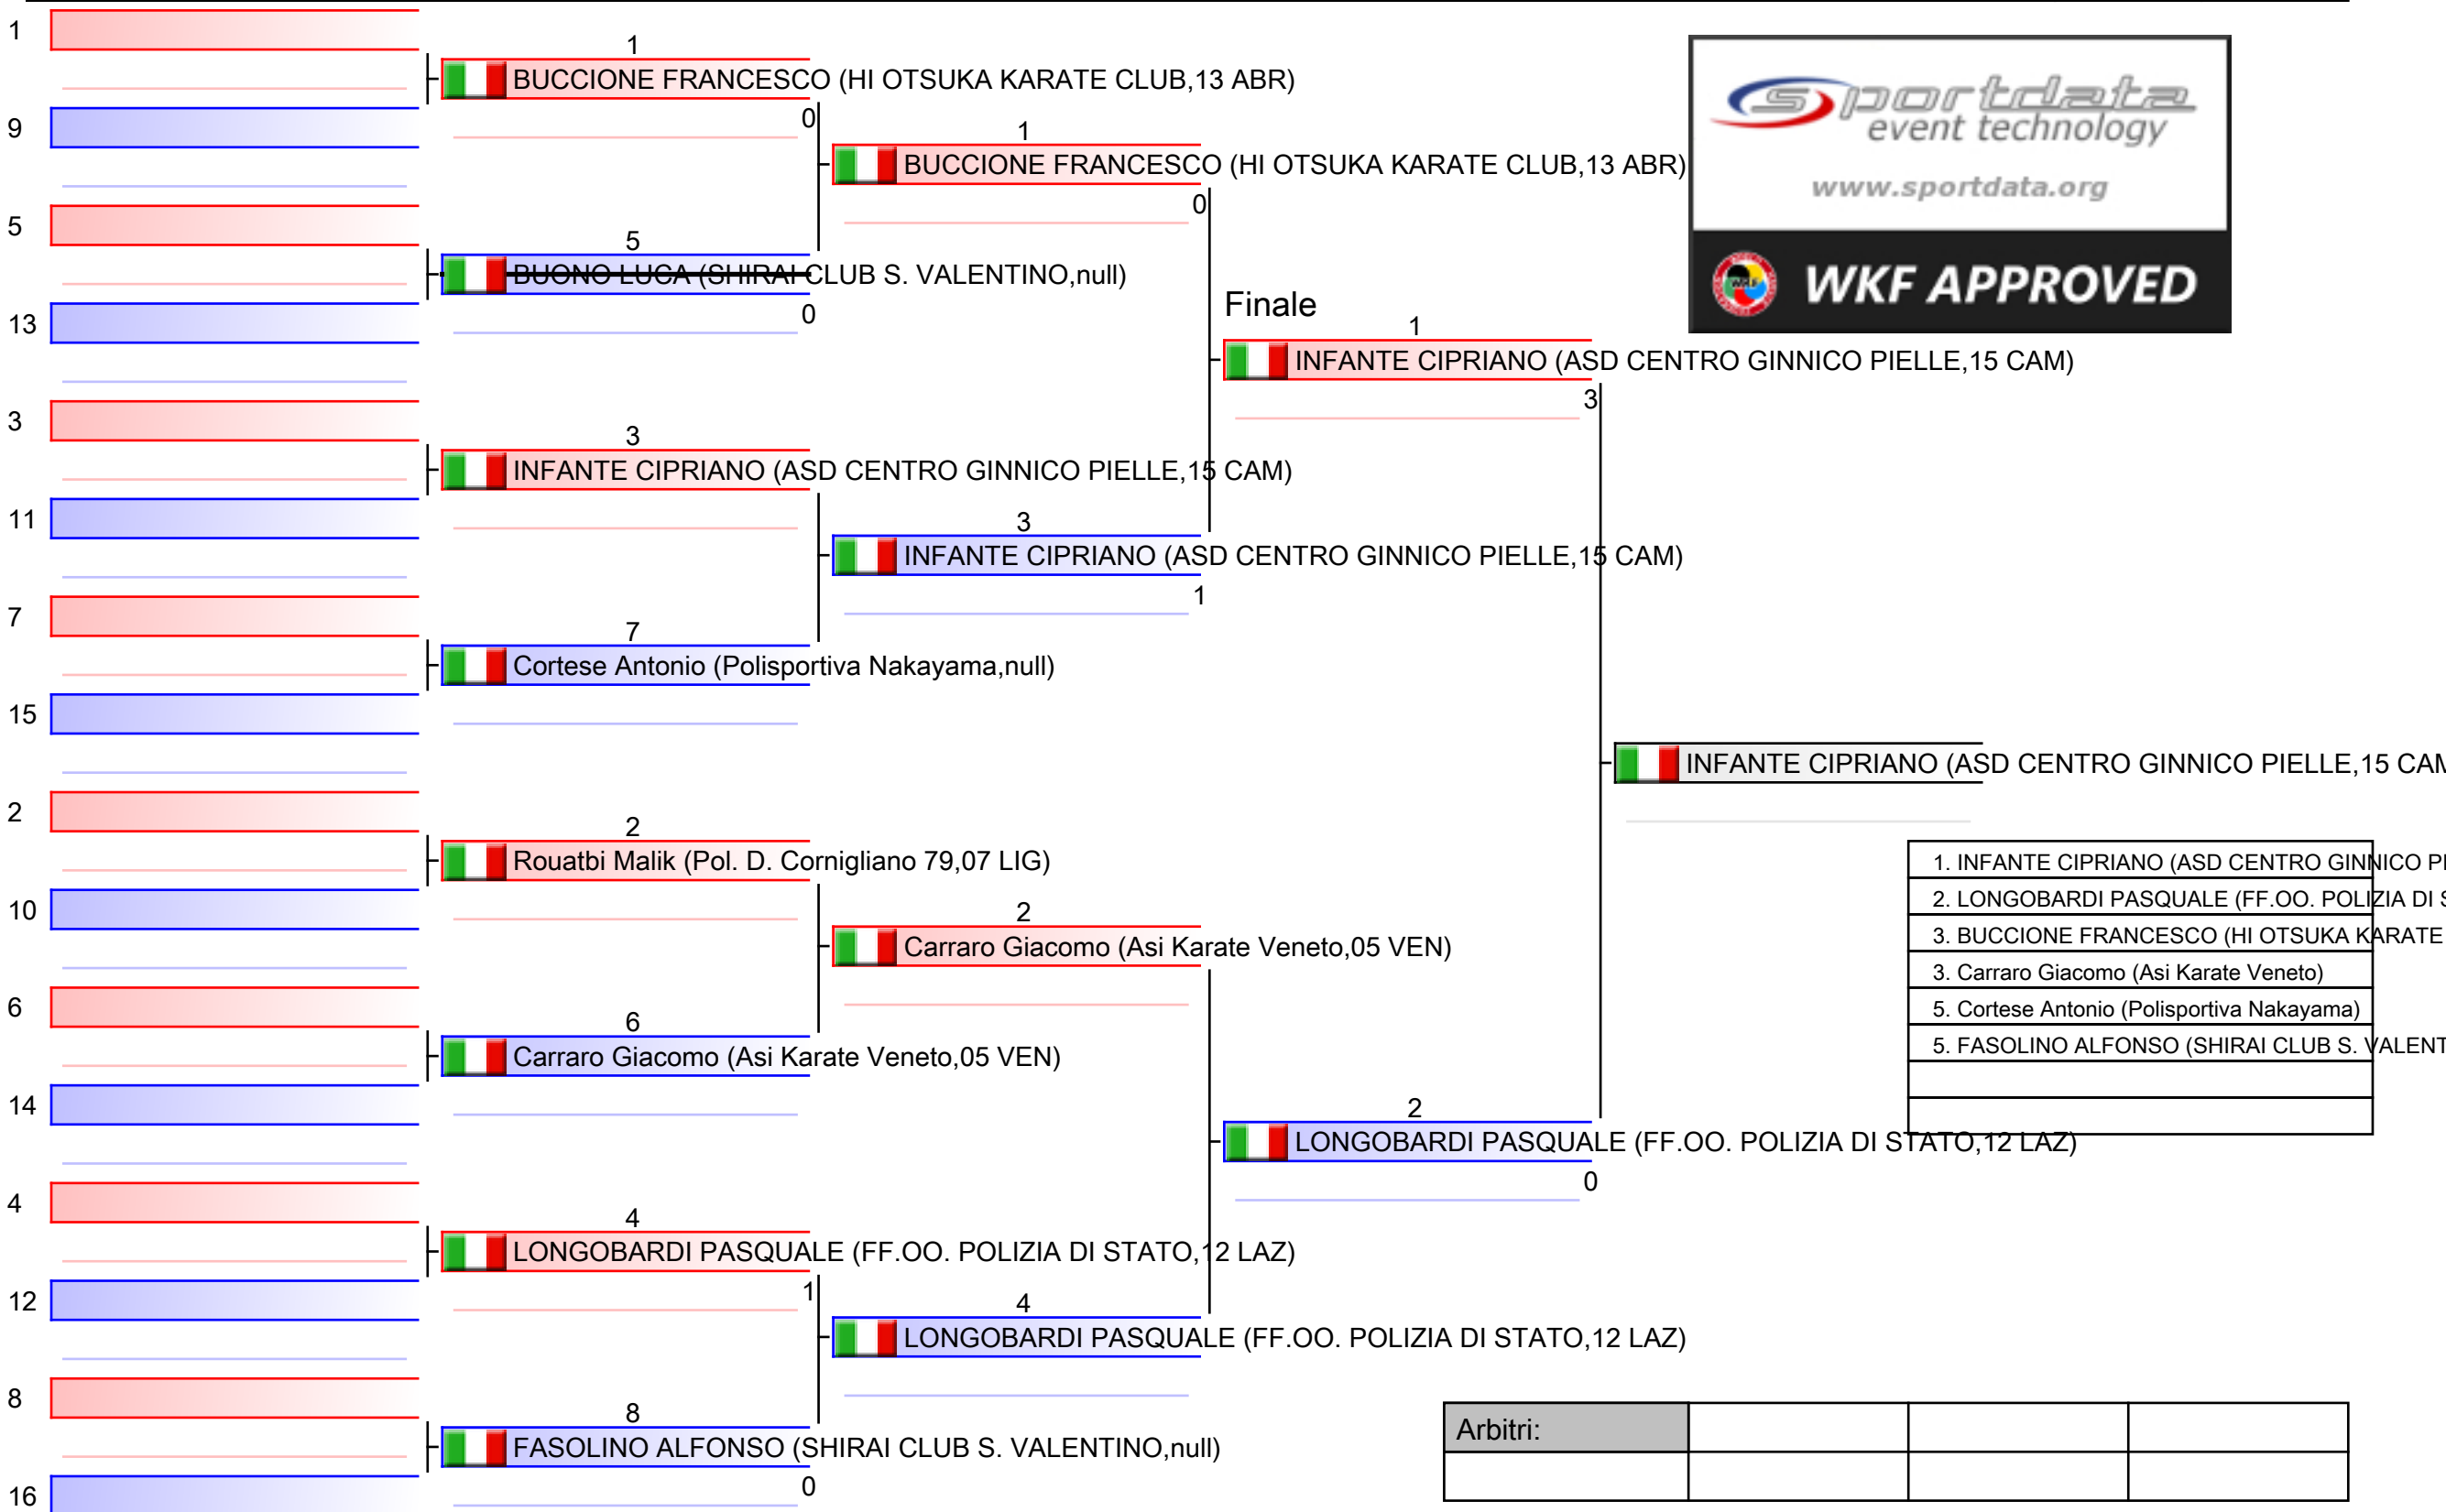 1
9
5
13
3
11
7
15
2
10
6
14
4
12
8
16
1
BUCCIONE FRANCESCO (HI OTSUKA KARATE CLUB,13 ABR)
0
5
BUONO LUCA (SHIRAI CLUB S. VALENTINO,null)
0
3
INFANTE CIPRIANO (ASD CENTRO GINNICO PIELLE,15 CAM)
7
Cortese Antonio (Polisportiva Nakayama,null)
2
Rouatbi Malik (Pol. D. Cornigliano 79,07 LIG)
6
Carraro Giacomo (Asi Karate Veneto,05 VEN)
4
LONGOBARDI PASQUALE (FF.OO. POLIZIA DI STATO,12 LAZ)
1
8
FASOLINO ALFONSO (SHIRAI CLUB S. VALENTINO,null)
0
1
BUCCIONE FRANCESCO (HI OTSUKA KARATE CLUB,13 ABR)
0
3
INFANTE CIPRIANO (ASD CENTRO GINNICO PIELLE,15 CAM)
1
2
Carraro Giacomo (Asi Karate Veneto,05 VEN)
4
LONGOBARDI PASQUALE (FF.OO. POLIZIA DI STATO,12 LAZ)
Finale
1
INFANTE CIPRIANO (ASD CENTRO GINNICO PIELLE,15 CAM)
3
2
LONGOBARDI PASQUALE (FF.OO. POLIZIA DI STATO,12 LAZ)
0
INFANTE CIPRIANO (ASD CENTRO GINNICO PIELLE,15 CAM
sportdata
event technology
www.sportdata.org
WKF
WKF APPROVED
1. INFANTE CIPRIANO (ASD CENTRO GINNICO PI
2. LONGOBARDI PASQUALE (FF.OO. POLIZIA DI S
3. BUCCIONE FRANCESCO (HI OTSUKA KARATE
3. Carraro Giacomo (Asi Karate Veneto)
5. Cortese Antonio (Polisportiva Nakayama)
5. FASOLINO ALFONSO (SHIRAI CLUB S. VALENT
Arbitri: